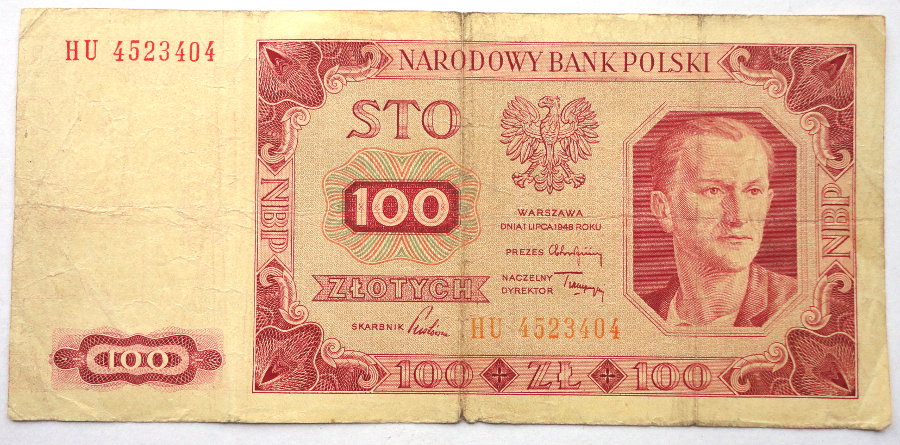 HU 4523404
NARODOWY BANK POLSKI
STO
100
ZŁOTYCH
WARSZAWA
DNIA 1 LIPCA 1948 ROKU
PREZES
NACZELNY
DYREKTOR
SKARBNIK
HU 4523404
NBP
NBP
100
100 ZŁ 100